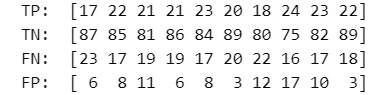 TP: [17 22 21 21 23 20 18 24 23 22]
TN: [87 85 81 86 84 89 80 75 82 89]
FN: [23 17 19 19 17 20 22 16 17 18]
FP: [ 6  8 11  6  8  3 12 17 10  3]